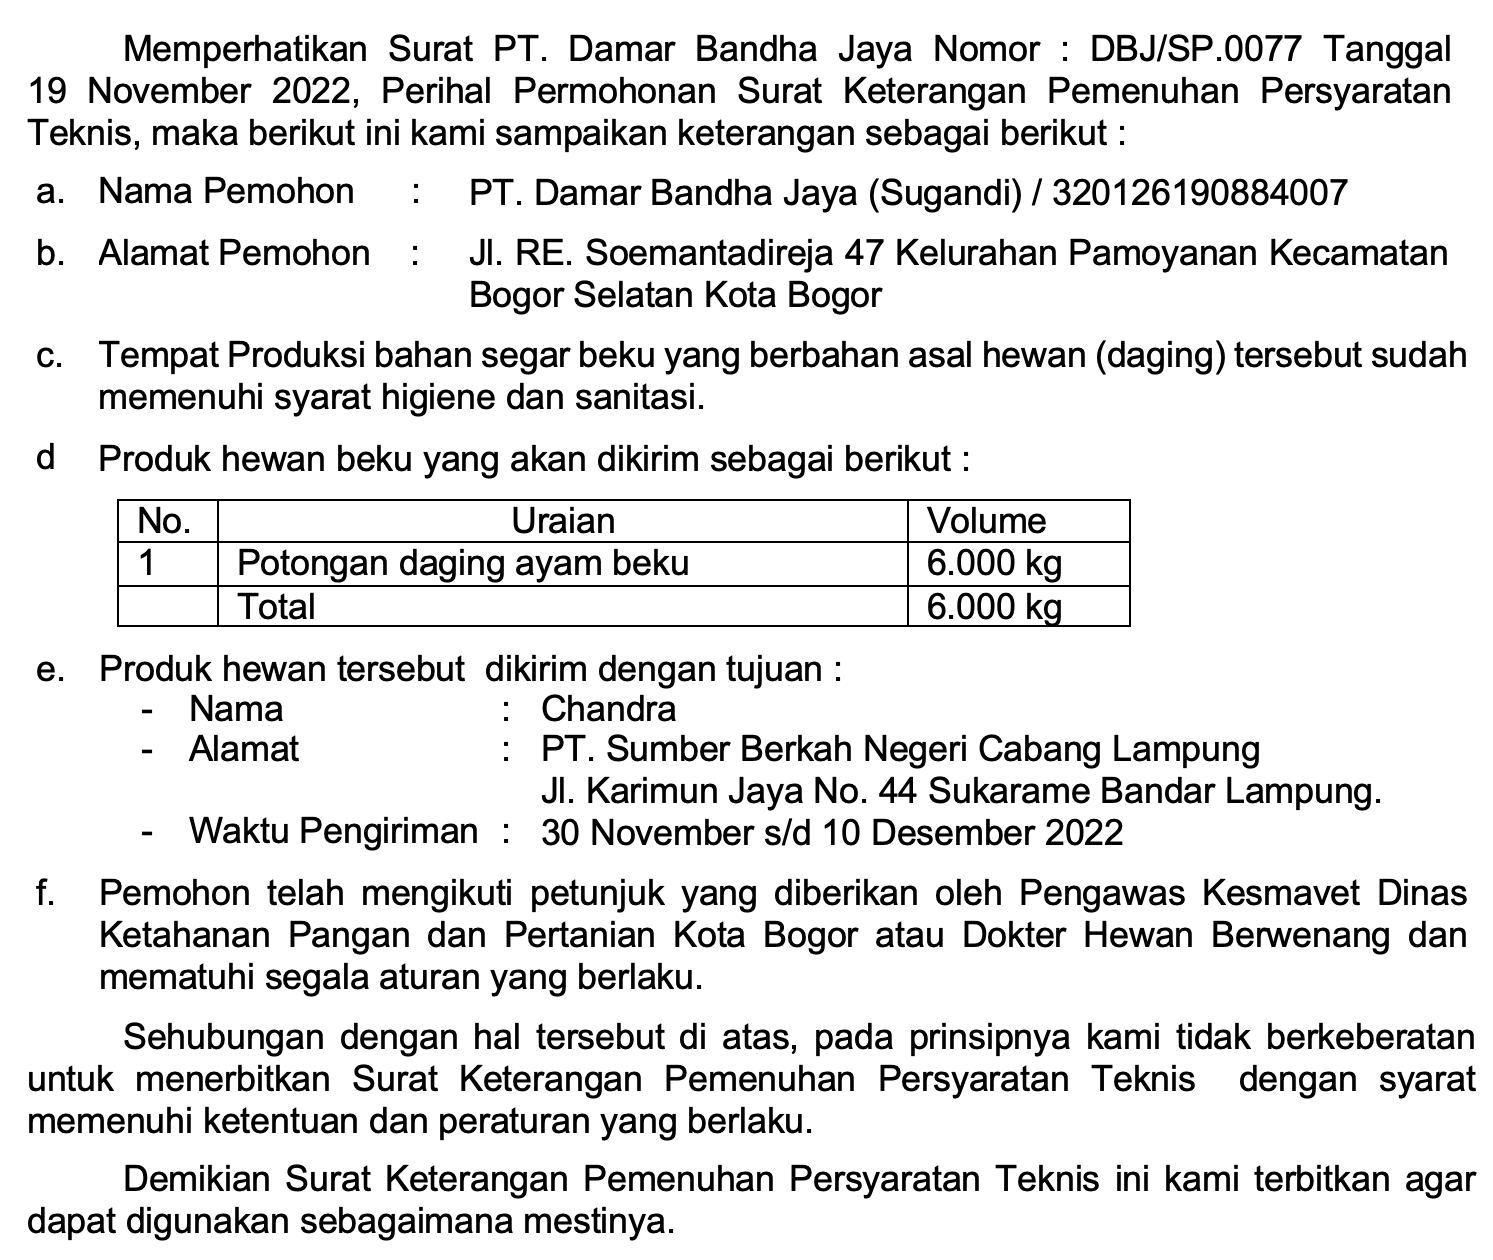 Memperhatikan Surat PT. Damar Bandha Jaya Nomor : DBJ/SP.0077 Tanggal
19 November 2022, Perihal Permohonan Surat Keterangan Pemenuhan Persyaratan
Teknis, maka berikut ini kami sampaikan keterangan sebagai berikut :
a. Nama Pemohon : PT. Damar Bandha Jaya (Sugandi) / 320126190884007
b. Alamat Pemohon : Jl. RE. Soemantadireja 47 Kelurahan Pamoyanan Kecamatan
Bogor Selatan Kota Bogor
c. Tempat Produksi bahan segar beku yang berbahan asal hewan (daging) tersebut sudah
memenuhi syarat higiene dan sanitasi.
d Produk hewan beku yang akan dikirim sebagai berikut :
No. Uraian Volume
1 Potongan daging ayam beku 6.000 kg
Total 6.000 kg
e. Produk hewan tersebut dikirim dengan tujuan :
- Nama : Chandra
- Alamat : PT. Sumber Berkah Negeri Cabang Lampung
Jl. Karimun Jaya No. 44 Sukarame Bandar Lampung.
- Waktu Pengiriman : 30 November s/d 10 Desember 2022
f. Pemohon telah mengikuti petunjuk yang diberikan oleh Pengawas Kesmavet Dinas
Ketahanan Pangan dan Pertanian Kota Bogor atau Dokter Hewan Berwenang dan
mematuhi segala aturan yang berlaku.
Sehubungan dengan hal tersebut di atas, pada prinsipnya kami tidak berkeberatan
untuk menerbitkan Surat Keterangan Pemenuhan Persyaratan Teknis dengan syarat
memenuhi ketentuan dan peraturan yang berlaku.
Demikian Surat Keterangan Pemenuhan Persyaratan Teknis ini kami terbitkan agar
dapat digunakan sebagaimana mestinya.